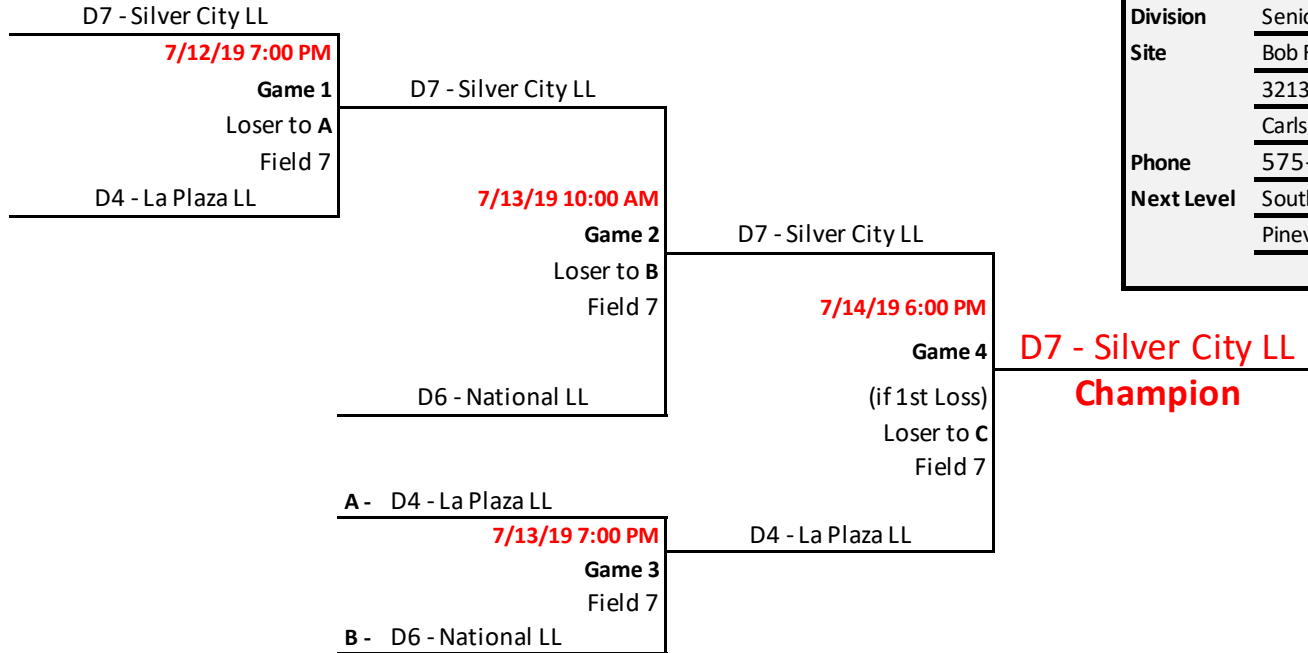 D7 - Silver City LL
7/12/19 7:00 PM
Game 1
Loser to A
Field 7
D4 - La Plaza LL
D7 - Silver City LL
7/13/19 10:00 AM
Game 2
Loser to B
Field 7
D6 - National LL
A - D4 - La Plaza LL
7/13/19 7:00 PM
Game 3
Field 7
B - D6 - National LL
D7 - Silver City LL
7/14/19 6:00 PM
Game 4
(if 1st Loss)
Loser to C
Field 7
D4 - La Plaza LL
D7 - Silver City LL
Champion
Division
Site Bob
3213
Phone 575-
Next Level